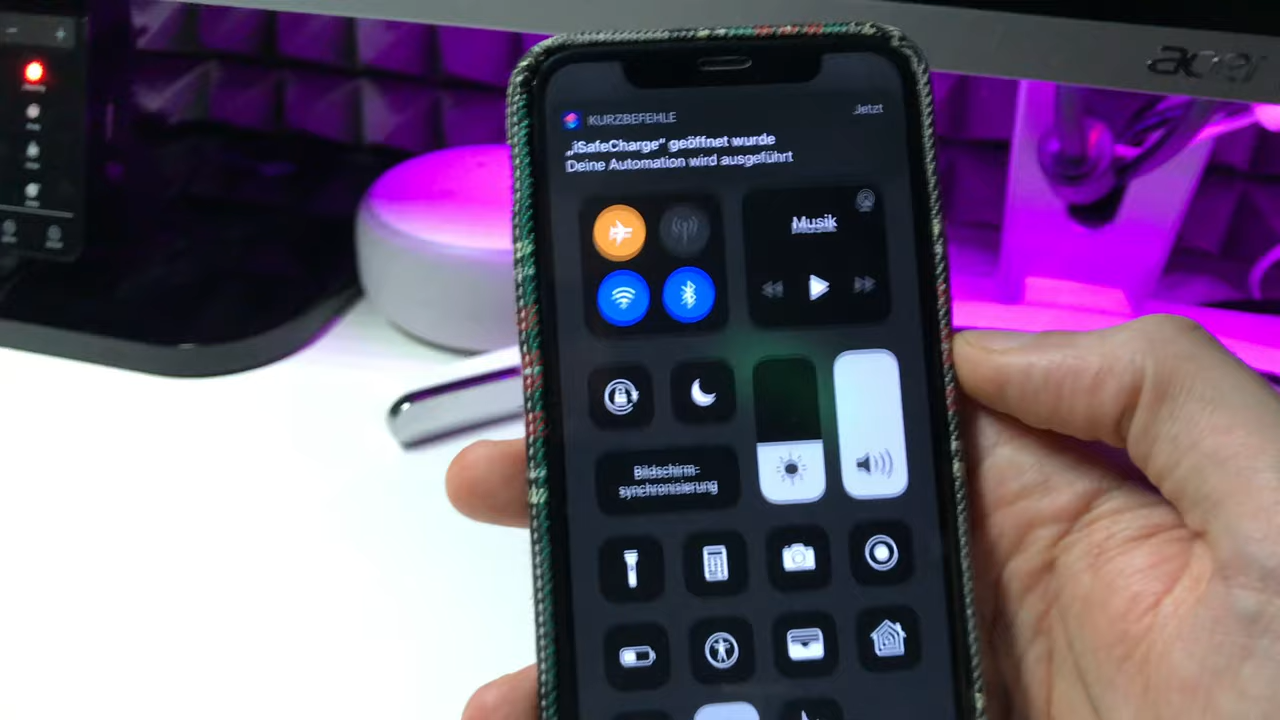 acer
KURZBEFEHLE
Jetzt
„iSafeCharge“ geöffnet wurde
Deine Automation wird ausgeführt
Musik
Bildschirm-
synchronisierung